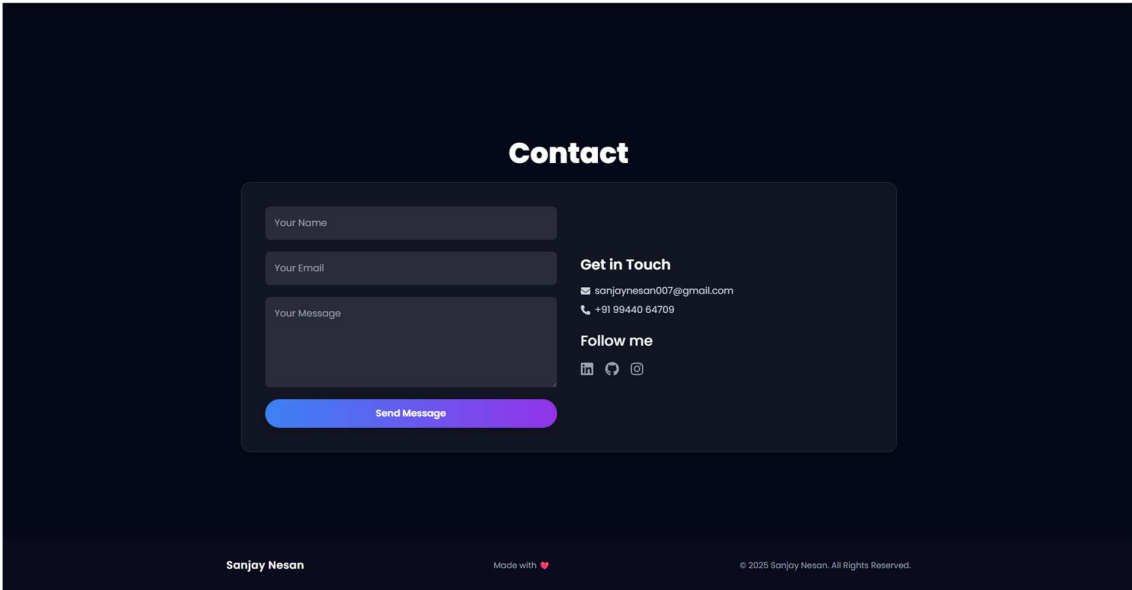 Contact
Your Name
Your Email
Your Message
Send Message
Get in Touch
sanjaynesan007@gmail.com
+91 99440 64709
Follow me
Sanjay Nesan
Made with ❤
© 2025 Sanjay Nesan. All Rights Reserved.